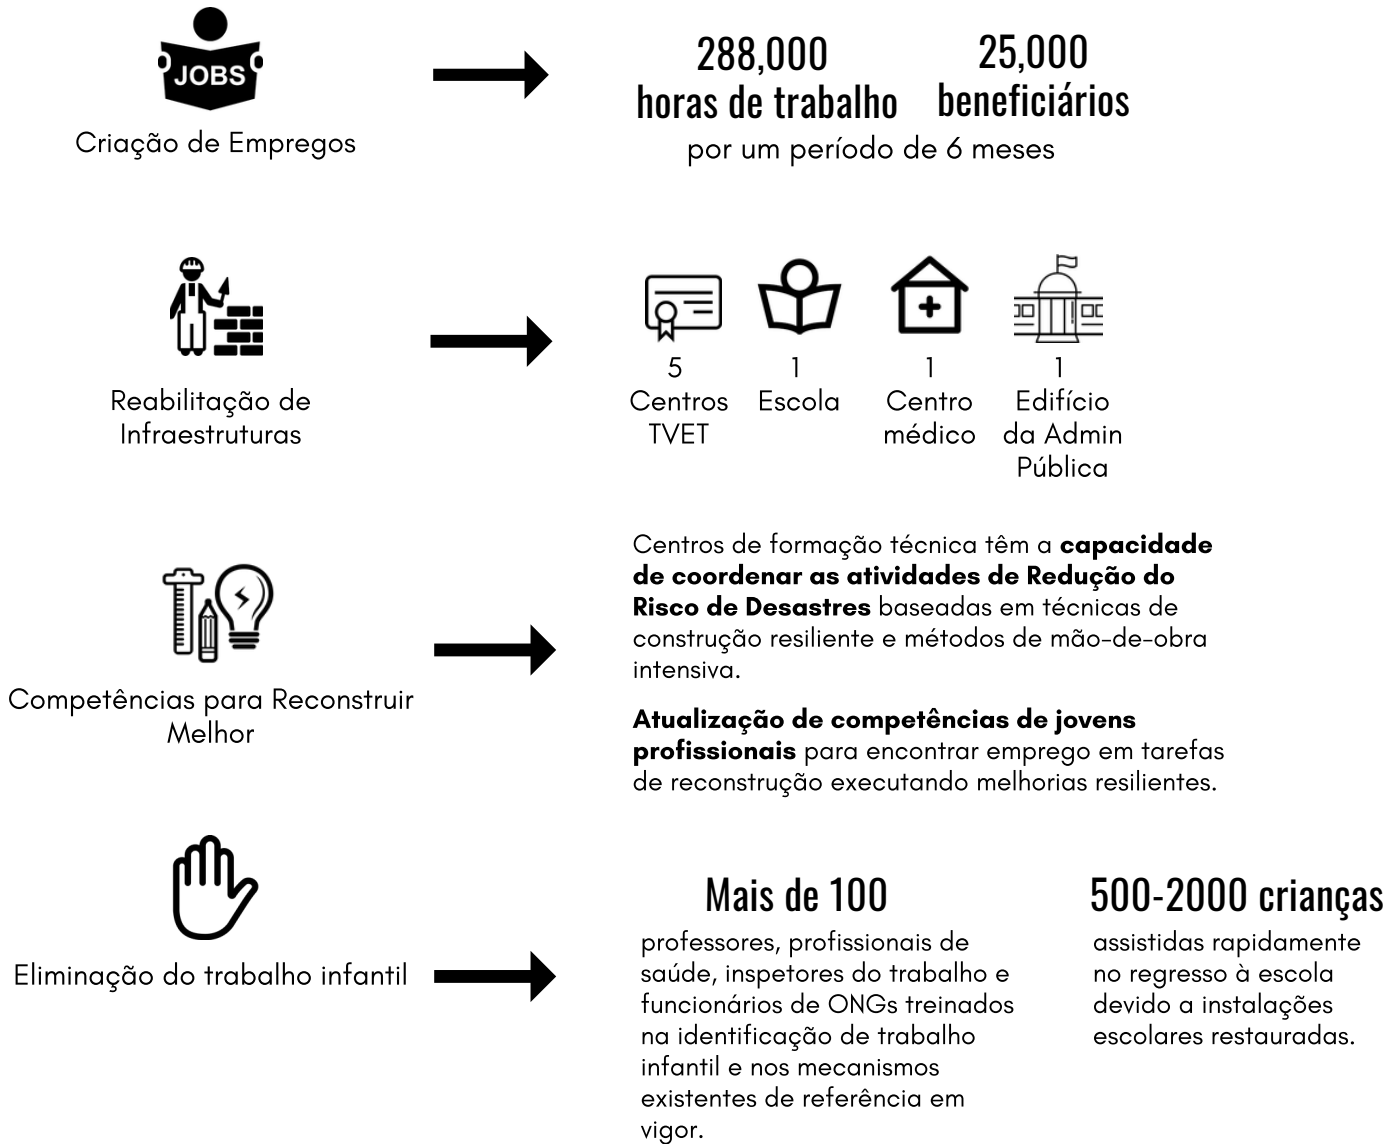 JOBS
Criação de Empregos
288,000
horas de trabalho
25,000
beneficiários
por um período de 6 meses
Reabilitação de
Infraestruturas
5
Centros
TVET
1
Escola
1
Centro
médico
1
Edifício
da Admin
Pública
Competências para Reconstruir
Melhor
Centros de formação técnica têm a capacidade
de coordenar as atividades de Redução do
Risco de Desastres baseadas em técnicas de
construção resiliente e métodos de mão-de-obra
intensiva.
Atualização de competências de jovens
profissionais para encontrar emprego em tarefas
de reconstrução executando melhorias resilientes.
Eliminação do trabalho infantil
Mais de 100
professores, profissionais de
saúde, inspetores do trabalho e
funcionários de ONGs treinados
na identificação de trabalho
infantil e nos mecanismos
existentes de referência em
vigor.
500-2000 crianças
assistidas rapidamente
no regresso à escola
devido a instalações
escolares restauradas.